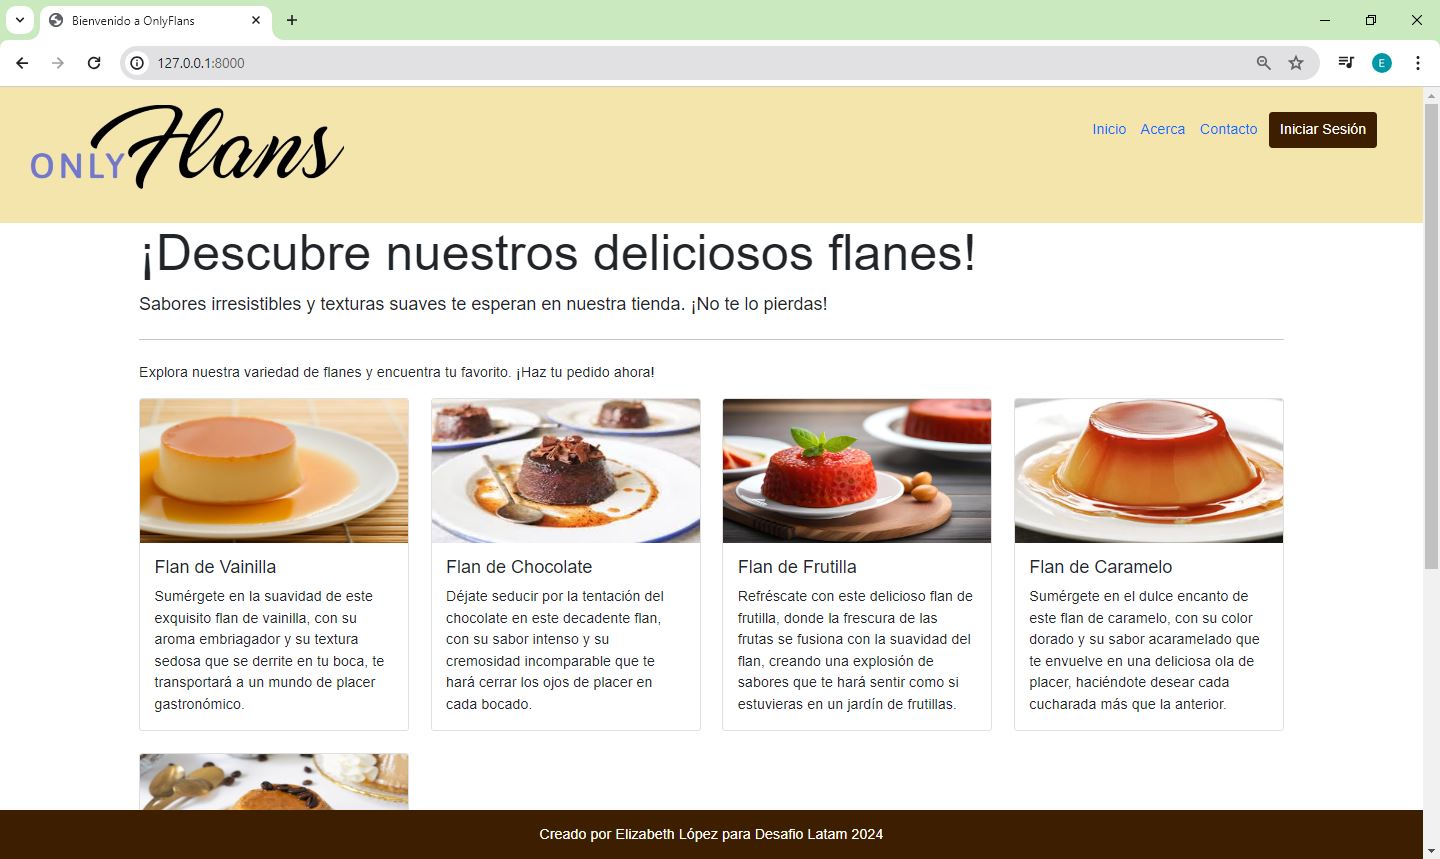 Bienvenido a OnlyFlans
127.0.0.1:8000
E
ONLY Flans
Inicio Acerca Contacto Iniciar Sesión
¡Descubre nuestros deliciosos flanes!
Sabores irresistibles y texturas suaves te esperan en nuestra tienda. ¡No te lo pierdas!
Explora nuestra variedad de flanes y encuentra tu favorito. ¡Haz tu pedido ahora!
Flan de Vainilla
Sumérgete en la suavidad de este
exquisito flan de vainilla, con su
aroma embriagador y su textura
sedosa que se derrite en tu boca, te
transportará a un mundo de placer
gastronómico.
Flan de Chocolate
Déjate seducir por la tentación del
chocolate en este decadente flan,
con su sabor intenso y su
cremosidad incomparable que te
hará cerrar los ojos de placer en
cada bocado.
Flan de Frutilla
Refréscate con este delicioso flan de
frutilla, donde la frescura de las
frutas se fusiona con la suavidad del
flan, creando una explosión de
sabores que te hará sentir como si
estuvieras en un jardín de frutillas.
Flan de Caramelo
Sumérgete en el dulce encanto de
este flan de caramelo, con su color
dorado y su sabor acaramelado que
te envuelve en una deliciosa ola de
placer, haciéndote desear cada
cucharada más que la anterior.
Creado por Elizabeth López para Desafio Latam 2024